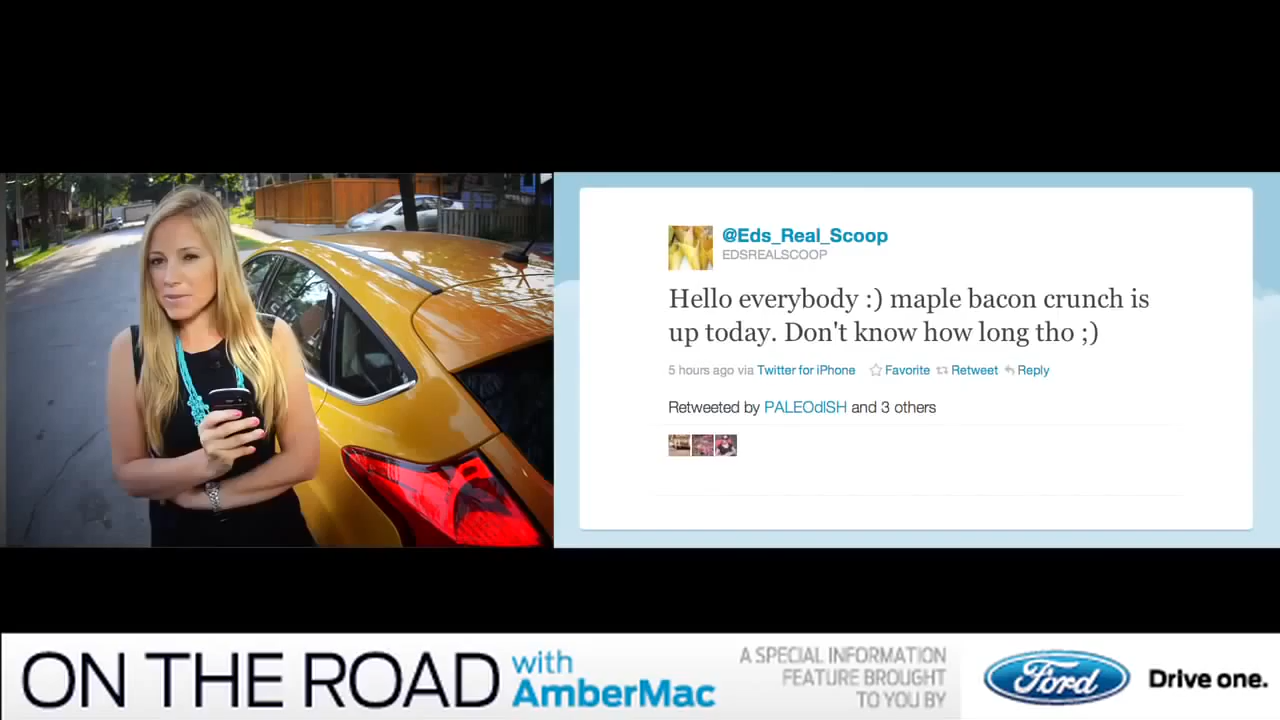 @Eds_Real_Scoop
EDSREALSCOOP
Hello everybody :) maple bacon crunch is
up today. Don't know how long tho ;)
5 hours ago via Twitter for iPhone Favorite Retweet Reply
Retweeted by PALEOdISH and 3 others
ON THE ROAD with AmberMac
A SPECIAL INFORMATION
FEATURE BROUGHT
TO YOU BY
Ford
Drive one.